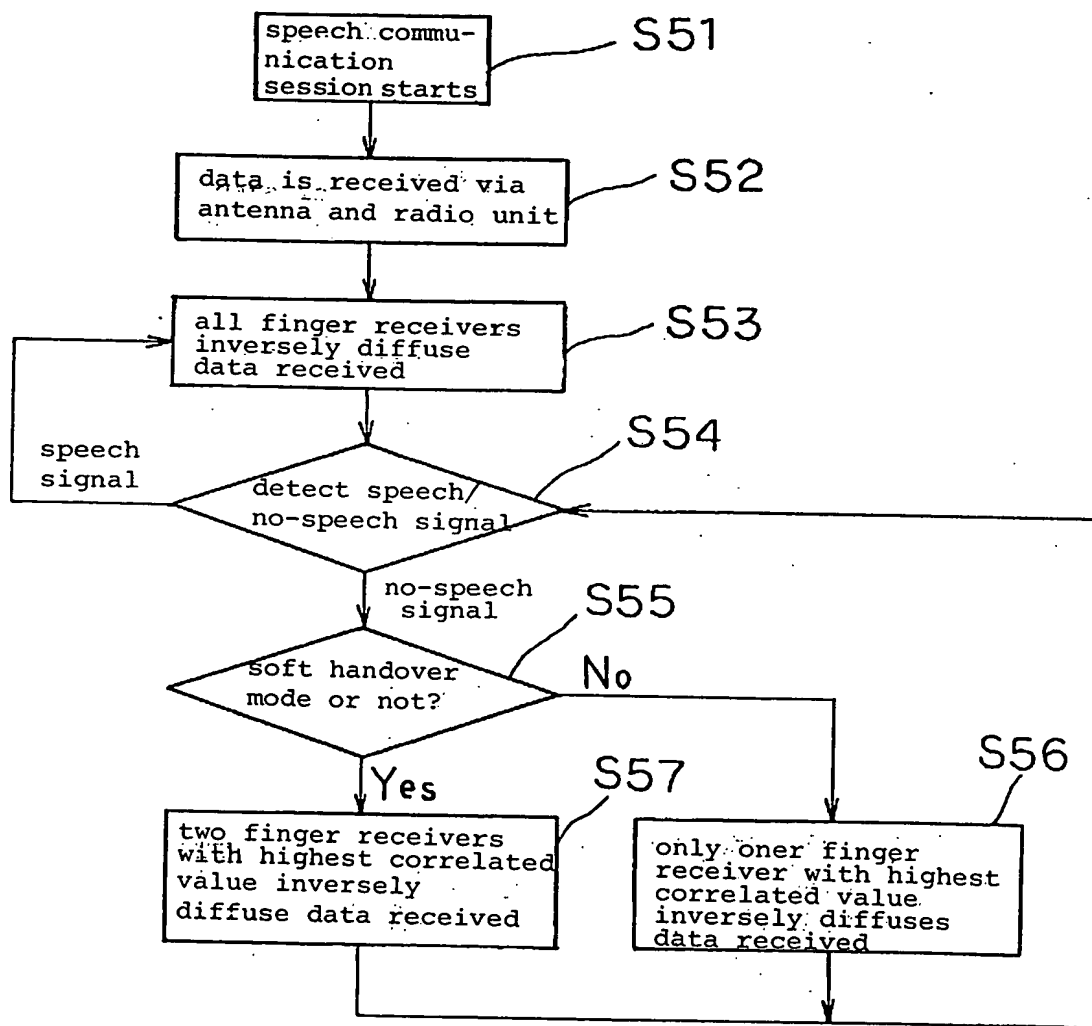 speech commu-
nication
session starts
S51
data is received via
antenna and radio unit
S52
all finger receivers
inversely diffuse
data received
S53
speech
signal
detect speech/
no-speech signal
S54
no-speech
signal
soft handover
mode or not?
S55
No
Yes
two finger receivers
with highest correlated
value inversely
diffuse data received
S57
only oner finger
receiver with highest
correlated value
inversely diffuses
data received
S56